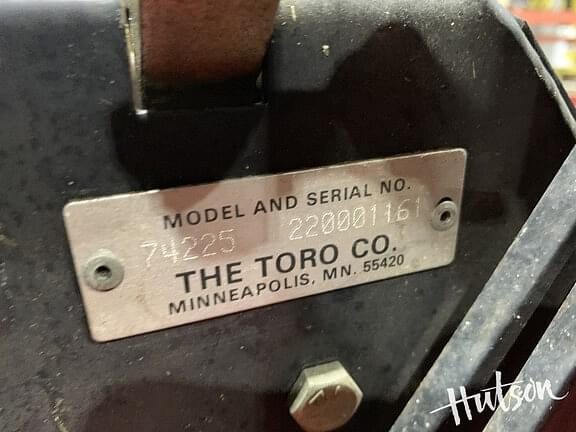 MODEL AND SERIAL NO.
74225 220001161
THE TORO CO.
MINNEAPOLIS, MN. 55420
Hutson